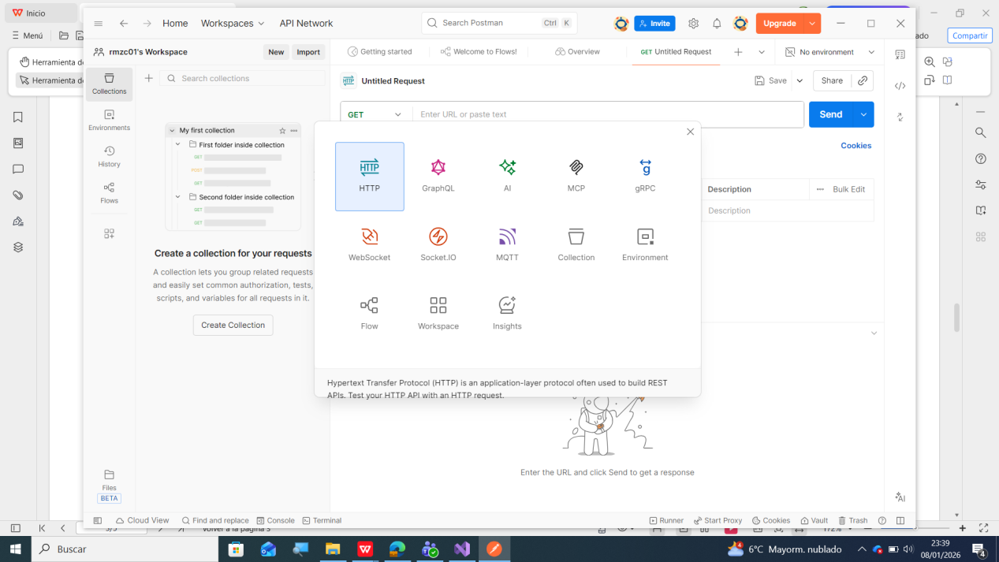 Inicio
Menú
Herramienta d
Herramienta d
Compartir
Home
Workspaces
API Network
Search Postman
Ctrl K
Invite
Upgrade
rmzc01's Workspace
New
Import
Getting started
Welcome to Flows!
Overview
GET Untitled Request
No environment
Collections
Environments
History
Flows
Search collections
My first collection
First folder inside collection
GET
POST
GET
Second folder inside collection
GET
GET
Create a collection for your requests
A collection lets you group related requests
and easily set common authorization, tests,
scripts, and variables for all requests in it.
Create Collection
HTTP Untitled Request
Save
Share
GET
Enter URL or paste text
Send
Cookies
Description
Bulk Edit
Description
HTTP
HTTP
GraphQL
AI
MCP
g
gRPC
WebSocket
Socket.IO
MQTT
Collection
Environment
Flow
Workspace
Insights
Hypertext Transfer Protocol (HTTP) is an application-layer protocol often used to build REST
APIs. Test your HTTP API with an HTTP request.
Enter the URL and click Send to get a response
Files
BETA
AI
Cloud View
Find and replace
Console
Terminal
Runner
Start Proxy
Cookies
Vault
Trash
Buscar
4
6°C Mayorm. nublado
23:39
08/01/2026
4